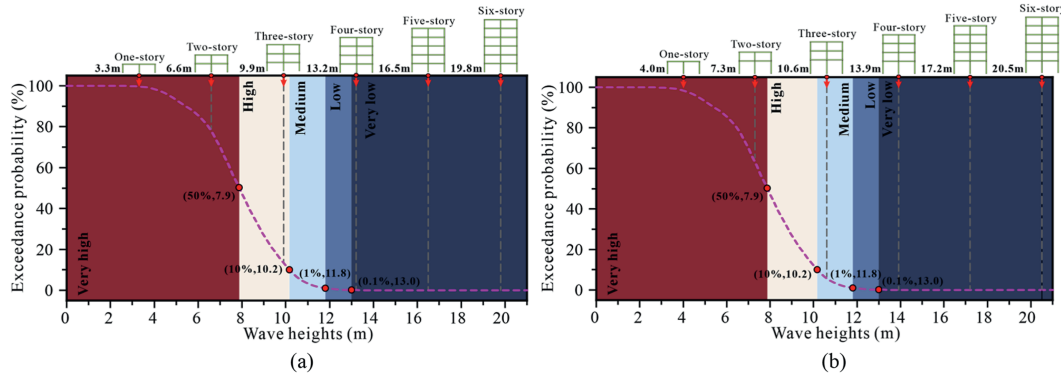 (a)
One-story
Two-story
Three-story
Four-story
Five-story
Six-story
3.3m
6.6m
9.9m
13.2m
16.5m
19.8m
Exceedance probability (%)
100
80
60
40
20
0
Very high
High
Medium
Low
Very low
(50%,7.9)
(10%,10.2)
(1%,11.8)
(0.1%,13.0)
0 2 4 6 8 10 12 14 16 18 20
Wave heights (m)
(a)
(b)
One-story
Two-story
Three-story
Four-story
Five-story
Six-story
4.0m
7.3m
10.6m
13.9m
17.2m
20.5m
Exceedance probability (%)
100
80
60
40
20
0
Very high
High
Medium
Low
Very low
(50%,7.9)
(10%,10.2)
(1%,11.8)
(0.1%,13.0)
0 2 4 6 8 10 12 14 16 18 20
Wave heights (m)
(b)